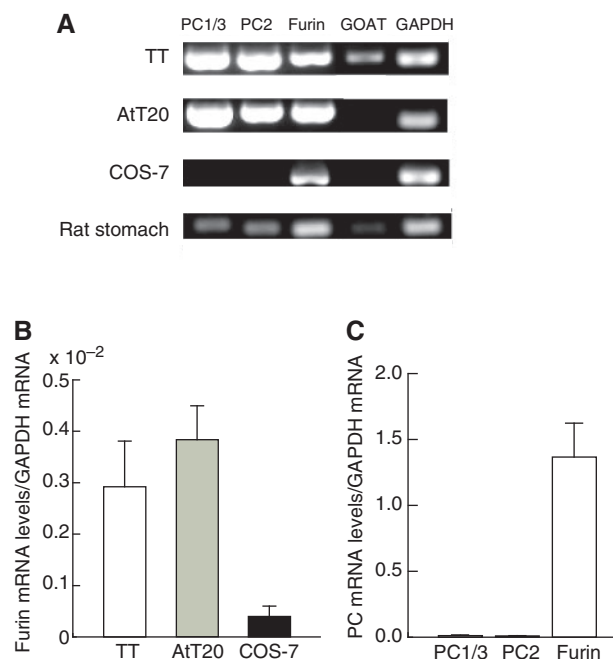 A
PC1/3 PC2 Furin GOAT GAPDH
TT
AtT20
COS-7
Rat stomach
B
x 10–2
Furin mRNA levels/GAPDH mRNA
0.5
0.4
0.3
0.2
0.1
0
TT AtT20 COS-7
C
PC mRNA levels/GAPDH mRNA
2.0
1.5
1.0
0.5
0.0
PC1/3 PC2 Furin